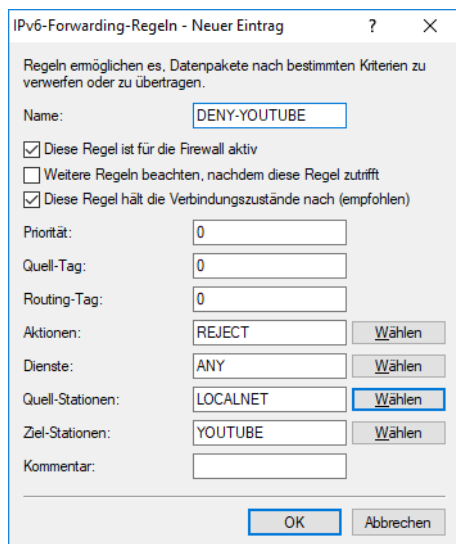 IPv6-Forwarding-Regeln - Neuer Eintrag ? ×
Regeln ermöglichen es, Datenpakete nach bestimmten Kriterien zu
verwerfen oder zu übertragen.
Name: DENY-YOUTUBE
Diese Regel ist für die Firewall aktiv
Weitere Regeln beachten, nachdem diese Regel zutrifft
Diese Regel hält die Verbindungszustände nach (empfohlen)
Priorität: 0
Quell-Tag: 0
Routing-Tag: 0
Aktionen: REJECT Wählen
Dienste: ANY Wählen
Quell-Stationen: LOCALNET Wählen
Ziel-Stationen: YOUTUBE Wählen
Kommentar:
OK Abbrechen